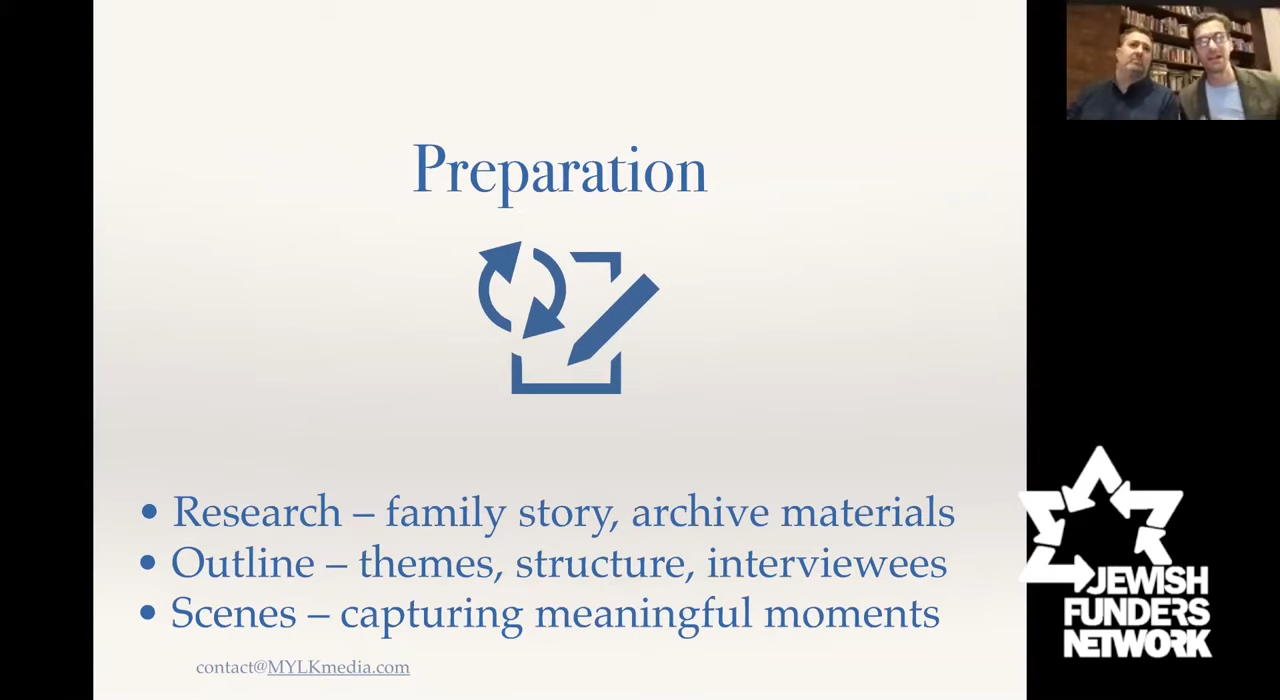 Preparation
• Research – family story, archive materials
• Outline – themes, structure, interviewees
• Scenes – capturing meaningful moments
contact@MYLKmedia.com
JEWISH
FUNDERS
NETWORK